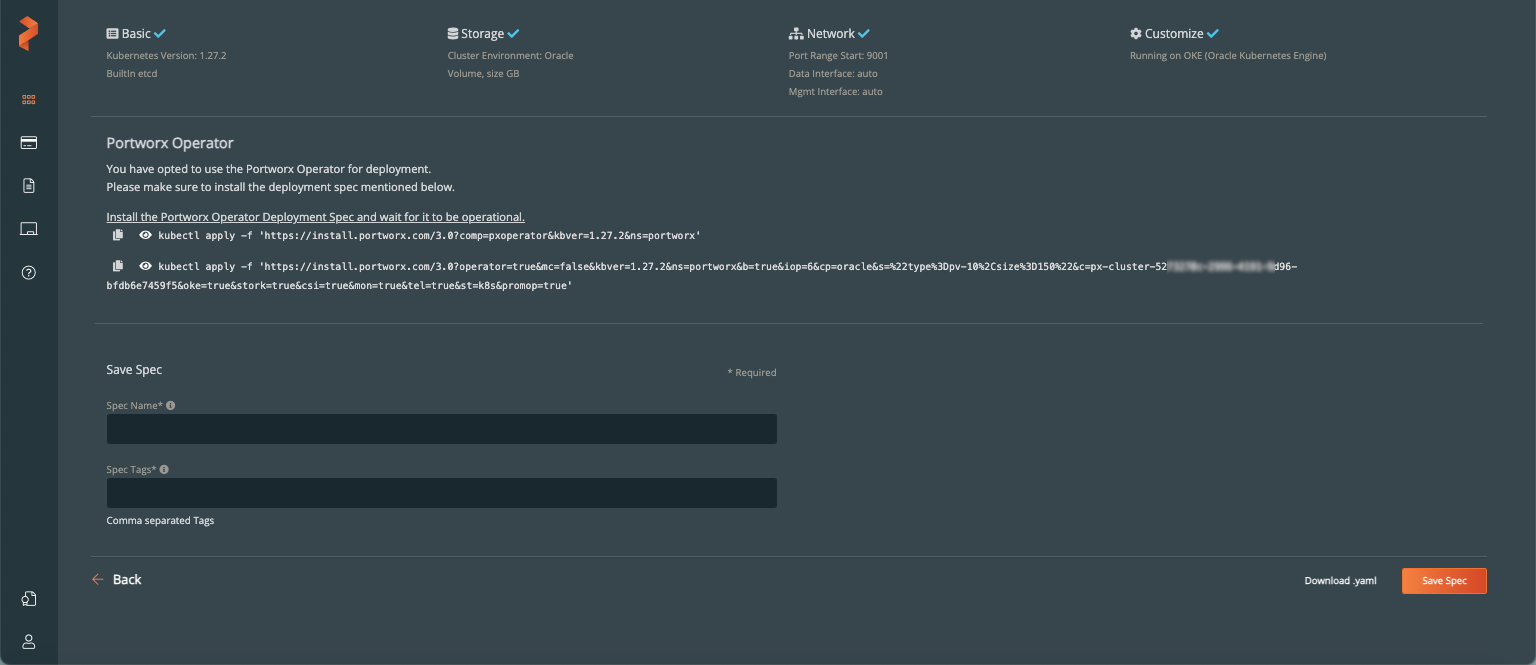 Basic
Kubernetes Version: 1.27.2
BuiltIn etcd
Storage
Cluster Environment: Oracle
Volume, size GB
Network
Port Range Start: 9001
Data Interface: auto
Mgmt Interface: auto
Customize
Running on OKE (Oracle Kubernetes Engine)
Portworx Operator
You have opted to use the Portworx Operator for deployment.
Please make sure to install the deployment spec mentioned below.
Install the Portworx Operator Deployment Spec and wait for it to be operational.
kubectl apply -f 'https://install.portworx.com/3.0?comp=pxoperator&kbver=1.27.2&ns=portworx'
kubectl apply -f 'https://install.portworx.com/3.0?operator=true&mc=false&kbver=1.27.2&ns=portworx&b=true&iop=6&cp=oracle&s=%22type%3Dpv-10%2Csize%3D150%22&c=px-cluster-52 d96-
bfdb6e7459f5&oke=true&stork=true&csi=true&mon=true&tel=true&st=k8s&promop=true'
Save Spec
* Required
Spec Name*
Spec Tags*
Comma separated Tags
Back
Download .yaml
Save Spec